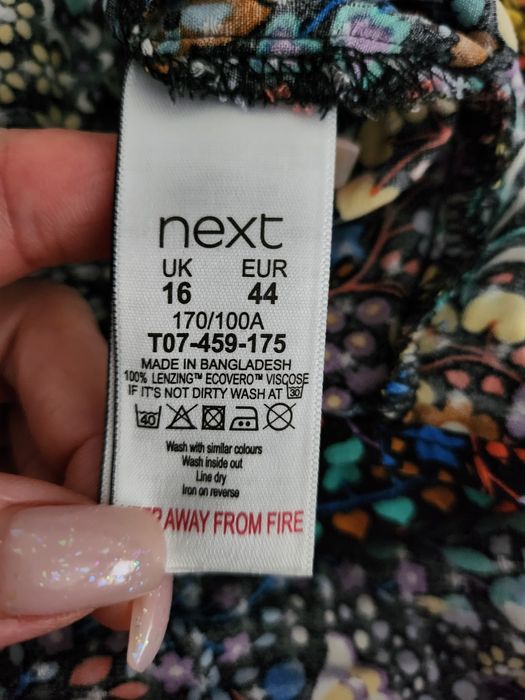 next
UK EUR
16 44
170/100A
T07-459-175
MADE IN BANGLADESH
100% LENZING™ ECOVERO™ VISCOSE
IF IT'S NOT DIRTY WASH AT 30
40
Wash with similar colours
Wash inside out
Line dry
Iron on reverse
AWAY FROM FIRE